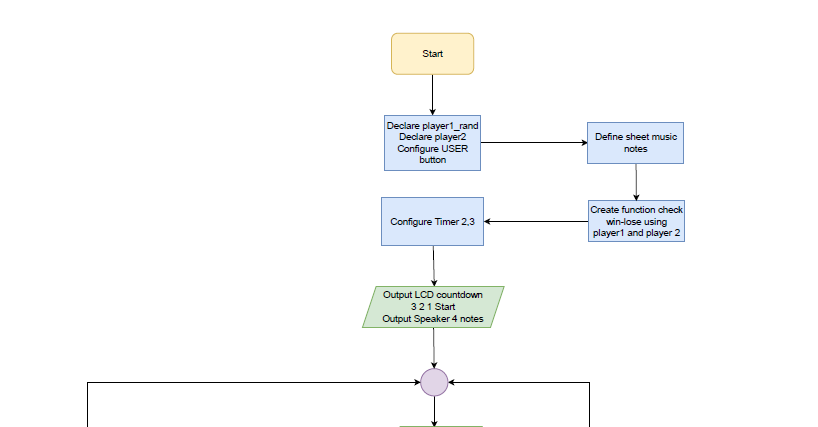 Start
Declare player1_rand
Declare player2
Configure USER
button
Define sheet music
notes
Create function check
win-lose using
player1 and player 2
Configure Timer 2,3
Output LCD countdown
3 2 1 Start
Output Speaker 4 notes